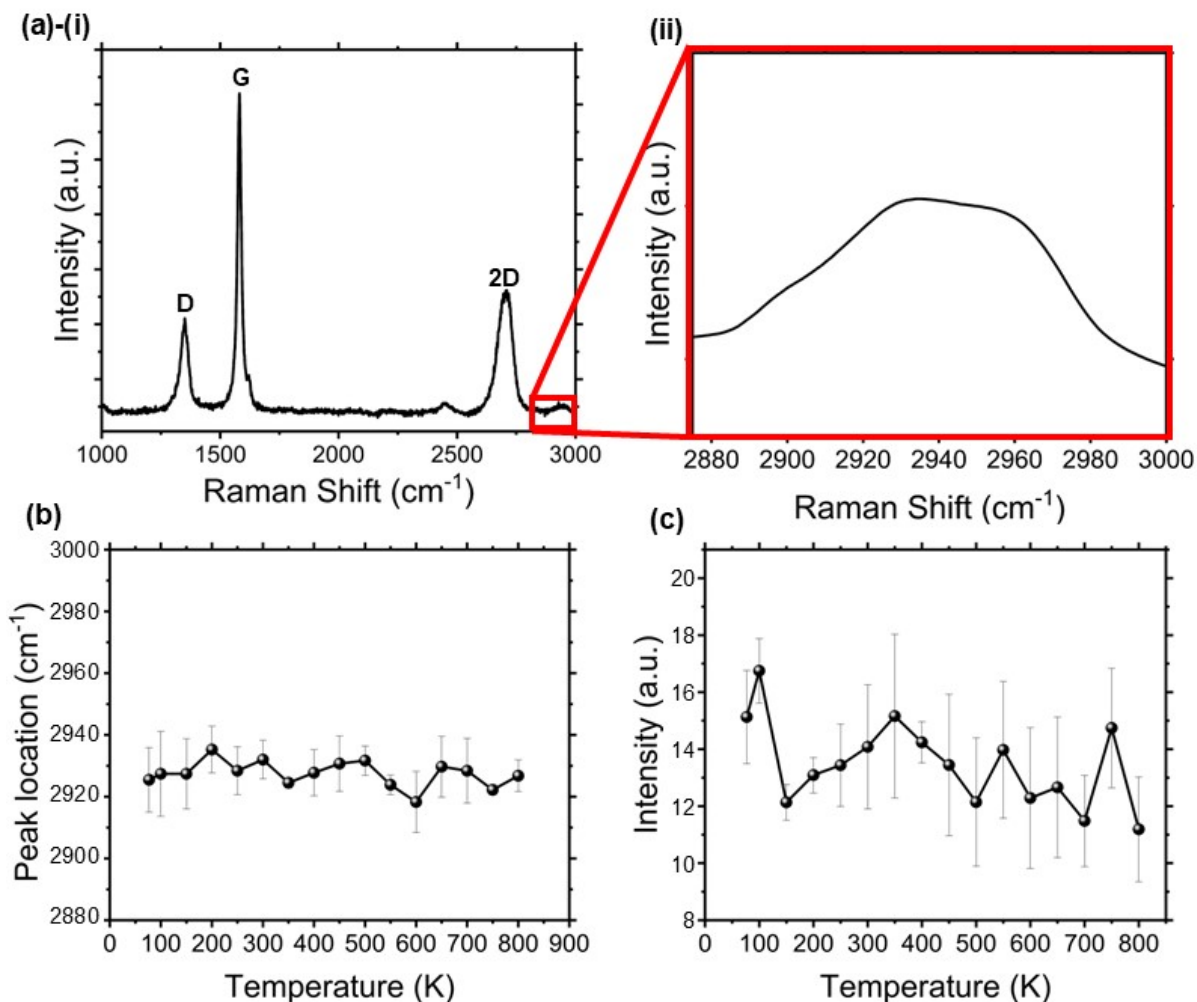 (a)-(i)
(ii)
G
D
2D
Intensity (a.u.)
1000 1500 2000 2500 3000
Raman Shift (cm⁻¹)
Intensity (a.u.)
2880 2900 2920 2940 2960 2980 3000
Raman Shift (cm⁻¹)
(b)
3000
2980
2960
2940
2920
2900
2880
Peak location (cm⁻¹)
0 100 200 300 400 500 600 700 800 900
Temperature (K)
(c)
20
18
16
14
12
10
8
Intensity (a.u.)
0 100 200 300 400 500 600 700 800
Temperature (K)